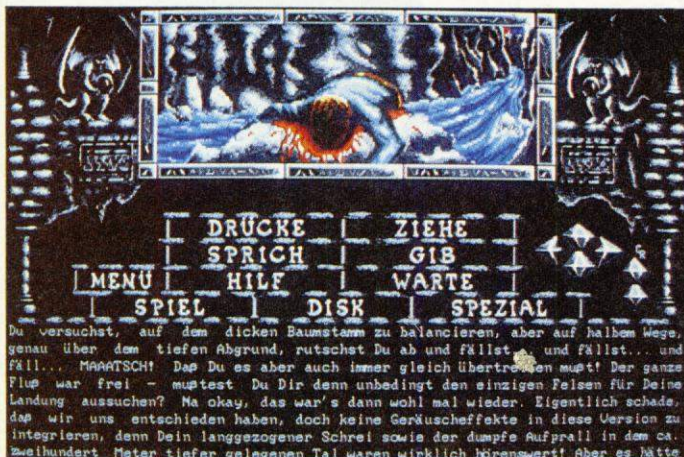 DRÜCKE ZIEHE
SPRICH GIB
MENÜ HILF WARTE
SPIEL DISK SPEZIAL
Du versuchst, auf dem dicken Baumstamm zu balancieren, aber auf halbem Wege,
genau über dem tiefen Abgrund, rutschst Du ab und fällst und fällst... und
fäll... MAAATSCH! Daß Du es aber auch immer gleich übertreiben mußt! Der ganze
Fluß war frei - mußtest Du Dir denn unbedingt den einzigen Felsen für Deine
Landung aussuchen? Na okay, das war's dann wohl mal wieder. Eigentlich schade,
daß wir uns entschieden haben, doch keine Geräuscheffekte in diese Version zu
integrieren, denn Dein langgezogener Schrei sowie der dumpfe Aufprall in dem ca.
zweihundert Meter tiefer gelegenen Tal waren wirklich hörenswert! Aber es hätte